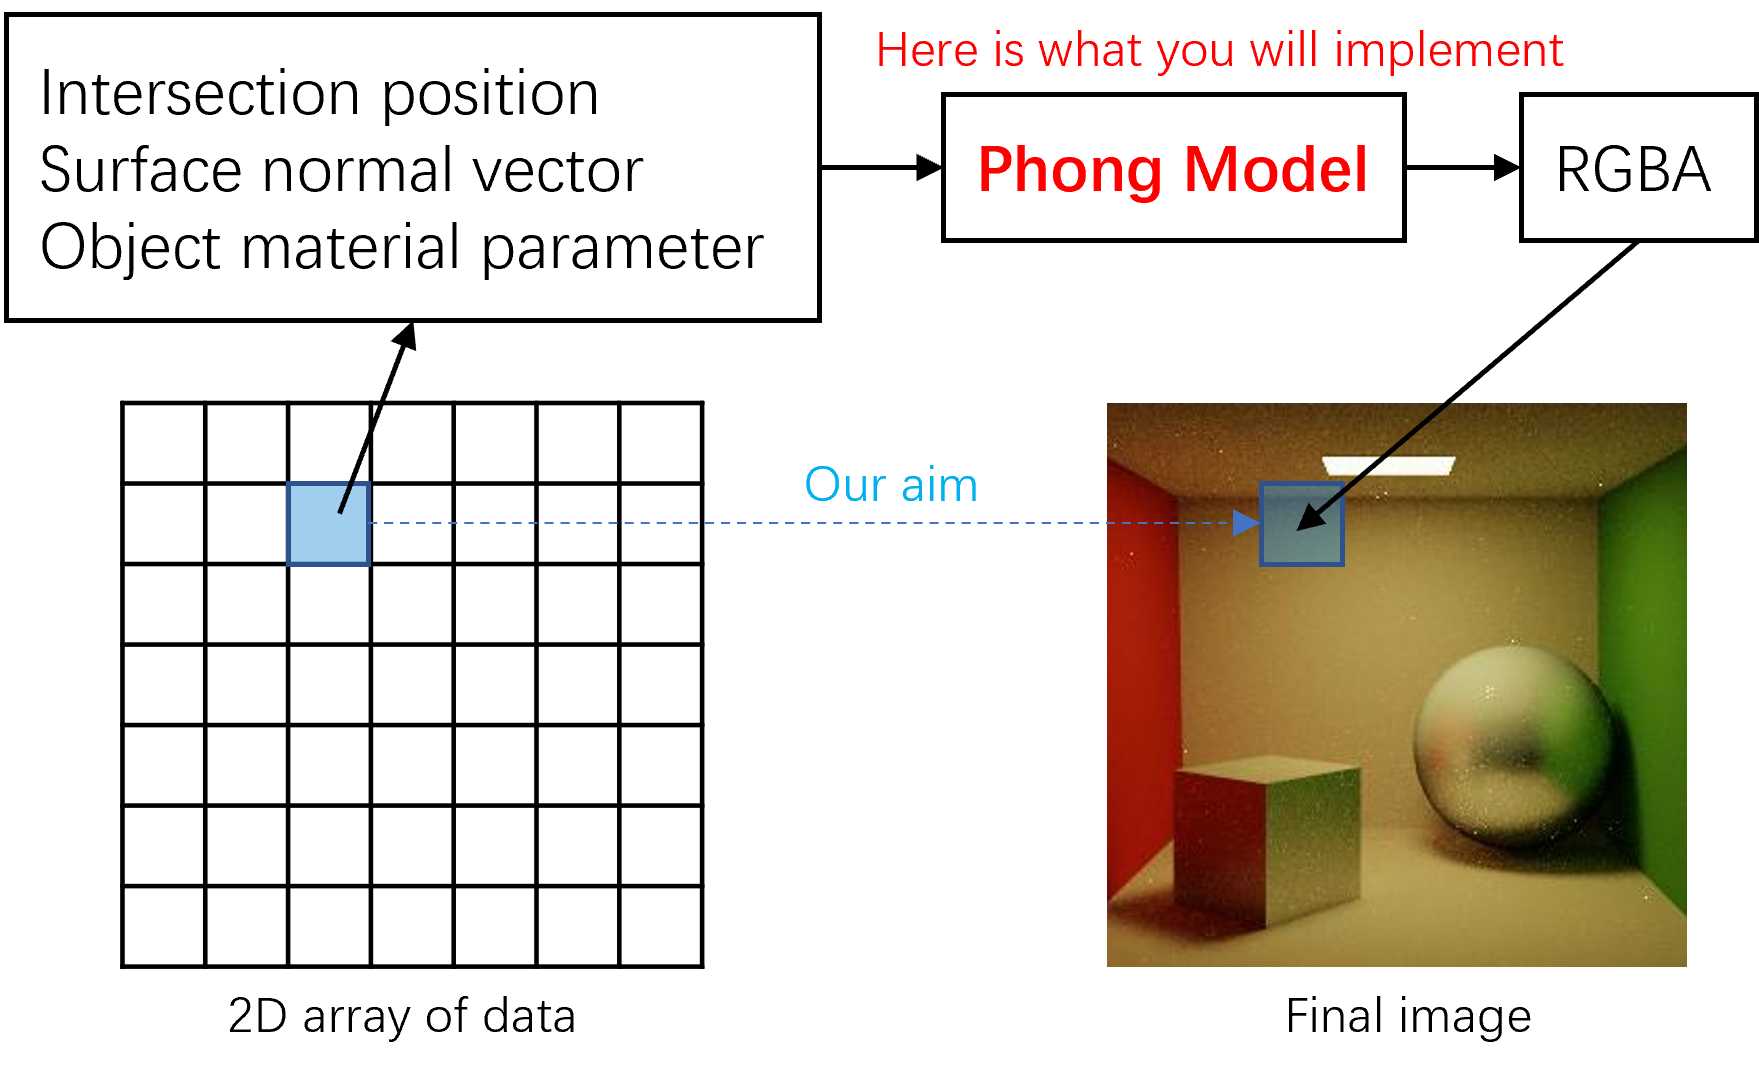 Here is what you will implement
Intersection position
Surface normal vector
Object material parameter
Phong Model
RGBA
Our aim
2D array of data
Final image